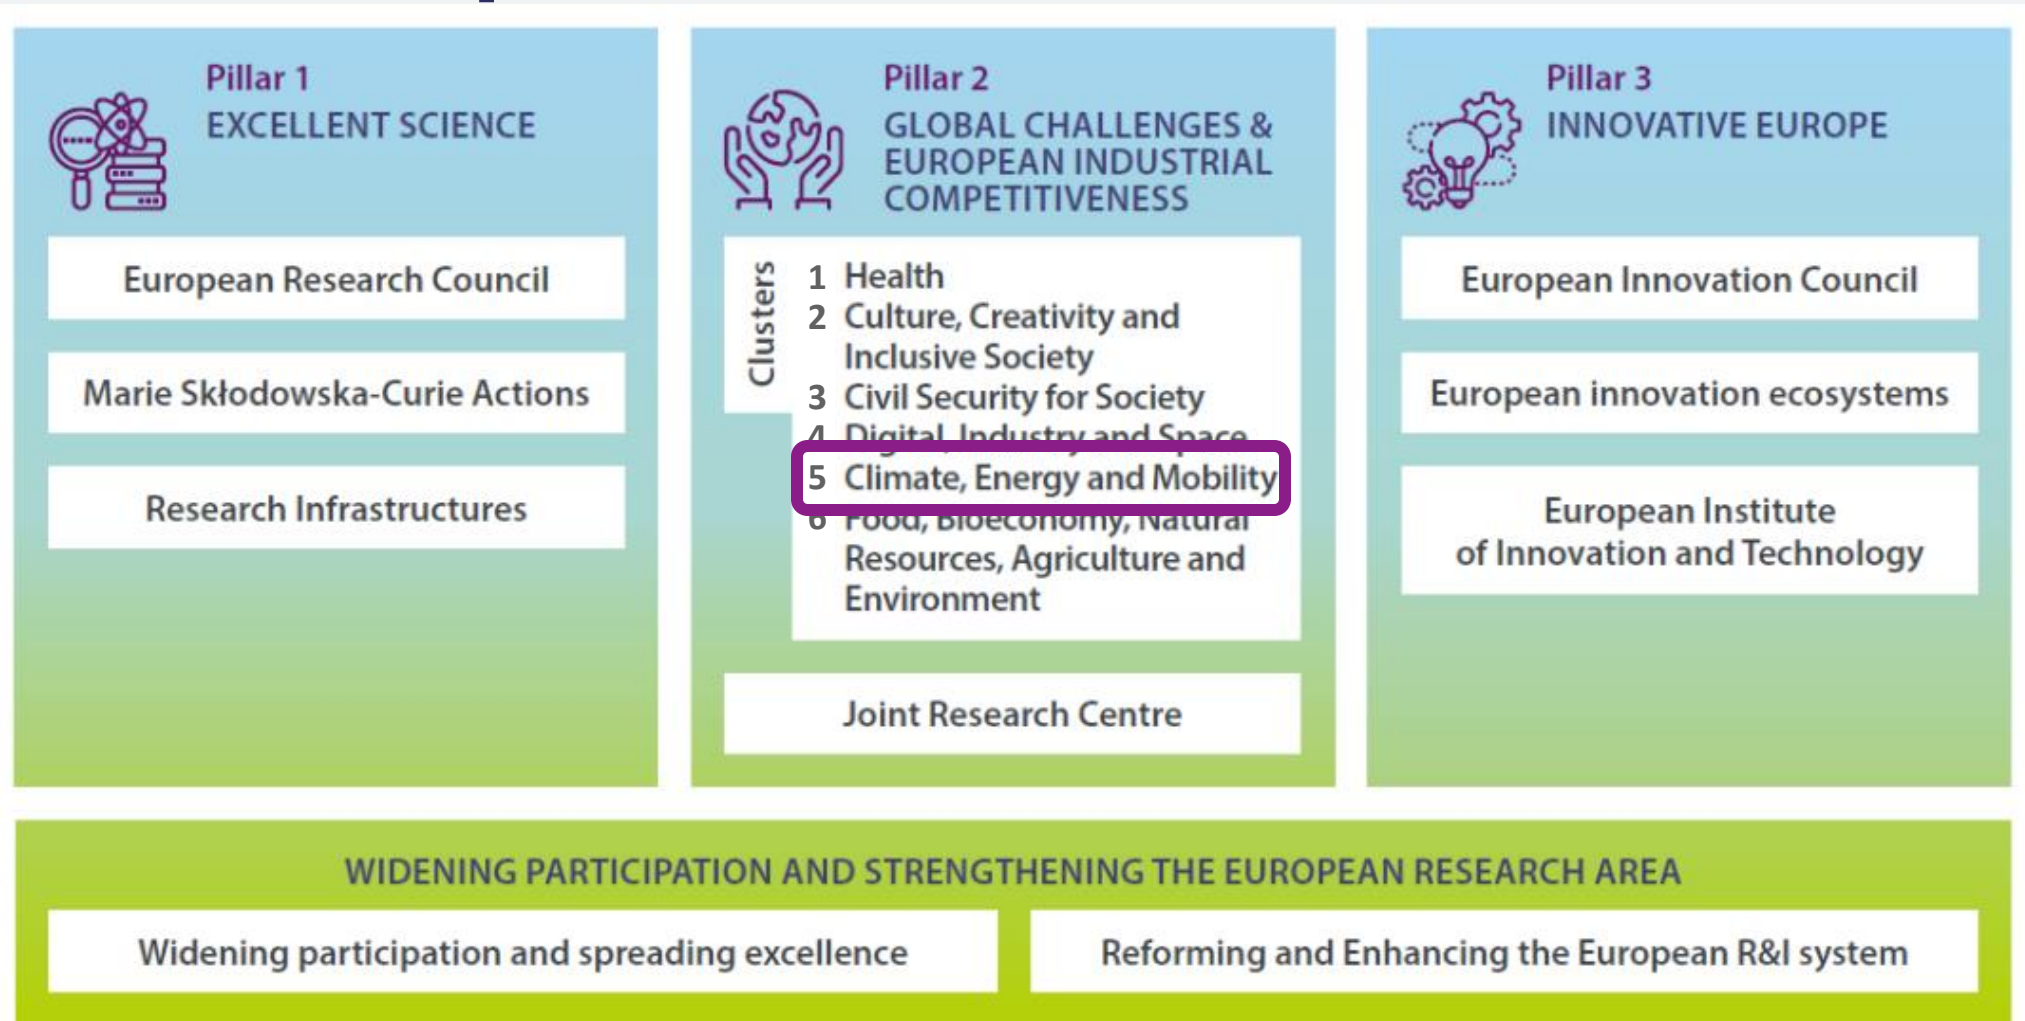 Pillar 1
EXCELLENT SCIENCE
European Research Council
Marie Skłodowska-Curie Actions
Research Infrastructures
Pillar 2
GLOBAL CHALLENGES &
EUROPEAN INDUSTRIAL
COMPETITIVENESS
Clusters
1 Health
2 Culture, Creativity and
Inclusive Society
3 Civil Security for Society
4 Digital, Industry and Space
5 Climate, Energy and Mobility
6 Food, Bioeconomy, Natural
Resources, Agriculture and
Environment
Joint Research Centre
Pillar 3
INNOVATIVE EUROPE
European Innovation Council
European innovation ecosystems
European Institute
of Innovation and Technology
WIDENING PARTICIPATION AND STRENGTHENING THE EUROPEAN RESEARCH AREA
Widening participation and spreading excellence
Reforming and Enhancing the European R&I system